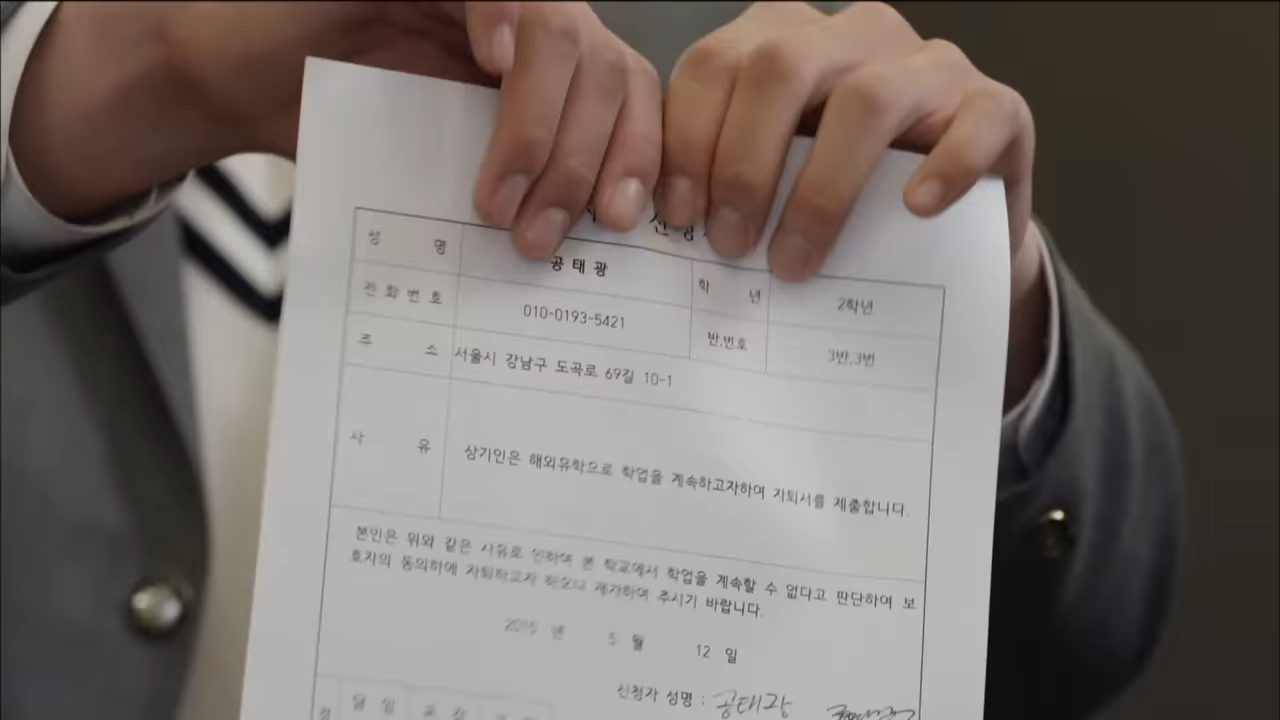 신청
성 명 공 태 광 학 년 2학년
전 화 번 호 010-0193-5421 반,번호 3반,3번
주 소 서울시 강남구 도곡로 69길 10-1
사 유 상기인은 해외유학으로 학업을 계속하고자하여 자퇴서를 제출합니다.
본인은 위와 같은 사유로 인하여 본 학교에서 학업을 계속할 수 없다고 판단하여 보
호자의 동의하에 자퇴하고자 하오니 재가하여 주시기 바랍니다.
2015 년 5 월 12 일
신청자 성명 : 공태광
담 임 교 장